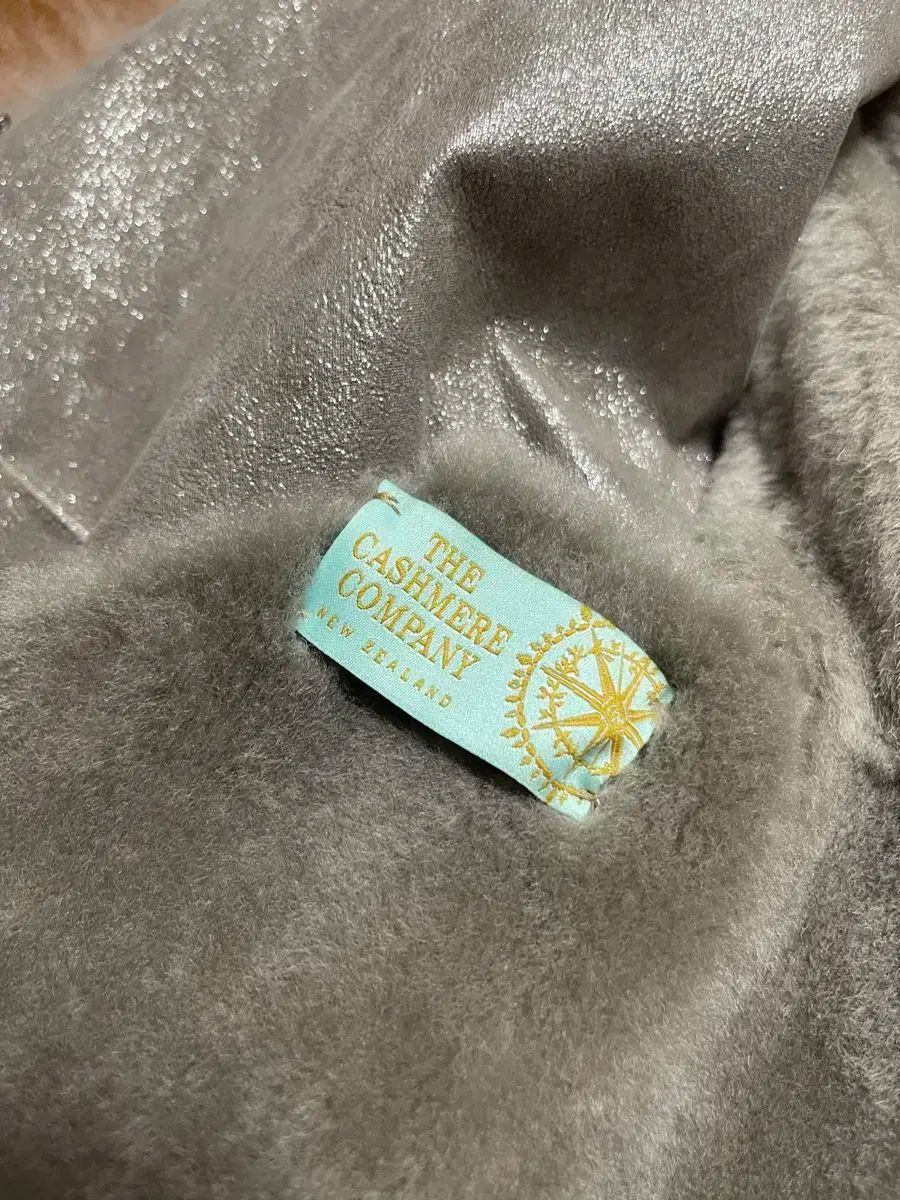 THE
CASHMERE
COMPANY
NEW ZEALAND